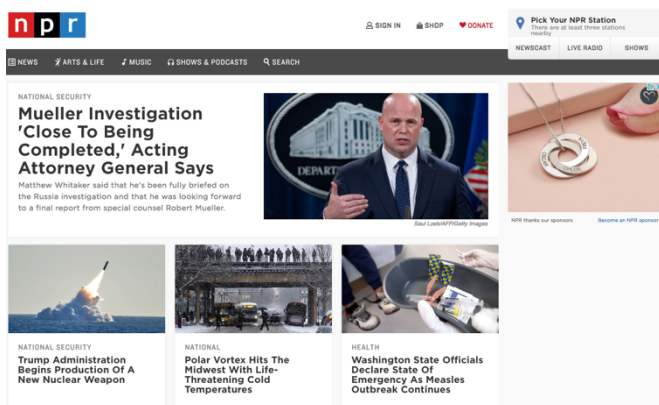 npr
SIGN IN
SHOP
DONATE
Pick Your NPR Station
There are at least three stations
nearby
NEWSCAST
LIVE RADIO
SHOWS
NEWS
ARTS & LIFE
MUSIC
SHOWS & PODCASTS
SEARCH
NATIONAL SECURITY
Mueller Investigation
'Close To Being
Completed,' Acting
Attorney General Says
Matthew Whitaker said that he's been fully briefed on
the Russia investigation and that he was looking forward
to a final report from special counsel Robert Mueller.
DEPART
Saul Loeb/AFP/Getty Images
NPR thanks our sponsors
Become an NPR sponsor
NATIONAL SECURITY
Trump Administration
Begins Production Of A
New Nuclear Weapon
NATIONAL
Polar Vortex Hits The
Midwest With Life-
Threatening Cold
Temperatures
HEALTH
Washington State Officials
Declare State Of
Emergency As Measles
Outbreak Continues